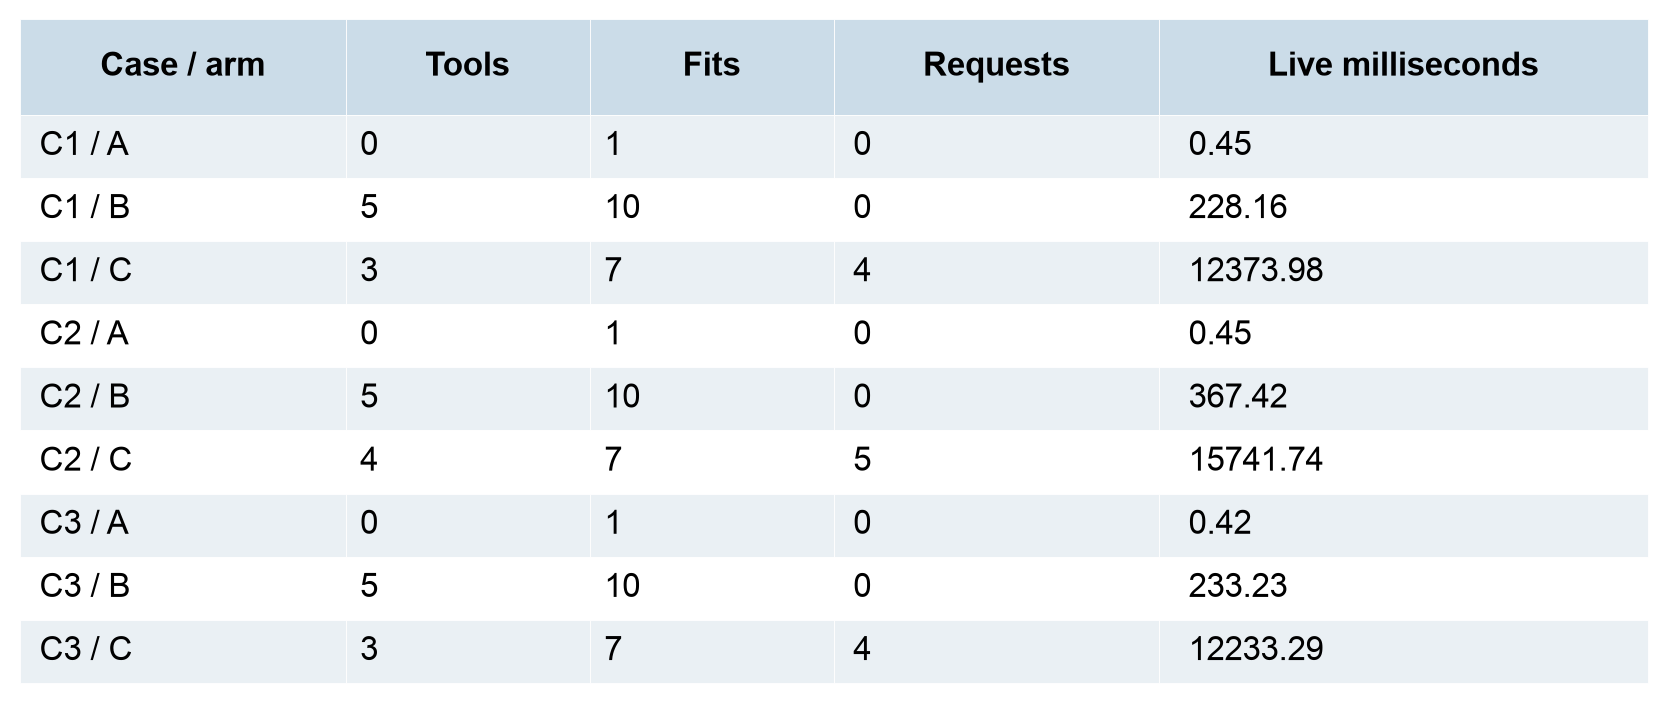 Case / arm Tools Fits Requests Live milliseconds
C1 / A 0 1 0 0.45
C1 / B 5 10 0 228.16
C1 / C 3 7 4 12373.98
C2 / A 0 1 0 0.45
C2 / B 5 10 0 367.42
C2 / C 4 7 5 15741.74
C3 / A 0 1 0 0.42
C3 / B 5 10 0 233.23
C3 / C 3 7 4 12233.29